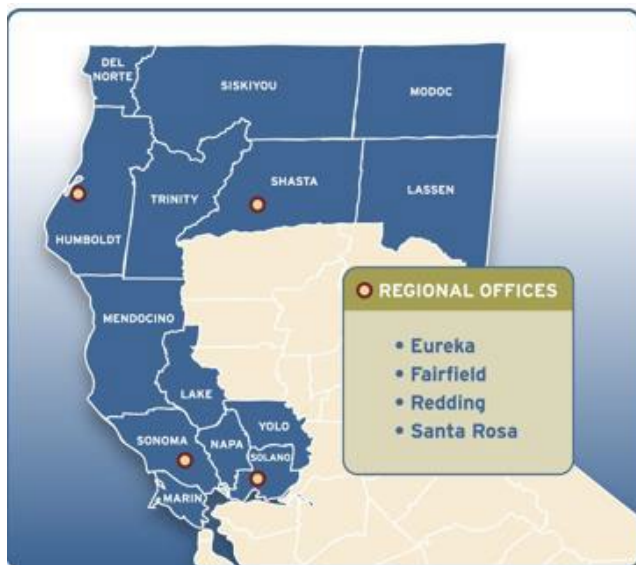 DEL
NORTE
SISKIYOU
MODOC
SHASTA
LASSEN
TRINITY
HUMBOLDT
MENDOCINO
LAKE
SONOMA
NAPA
YOLO
SOLANO
MARIN
REGIONAL OFFICES
• Eureka
• Fairfield
• Redding
• Santa Rosa